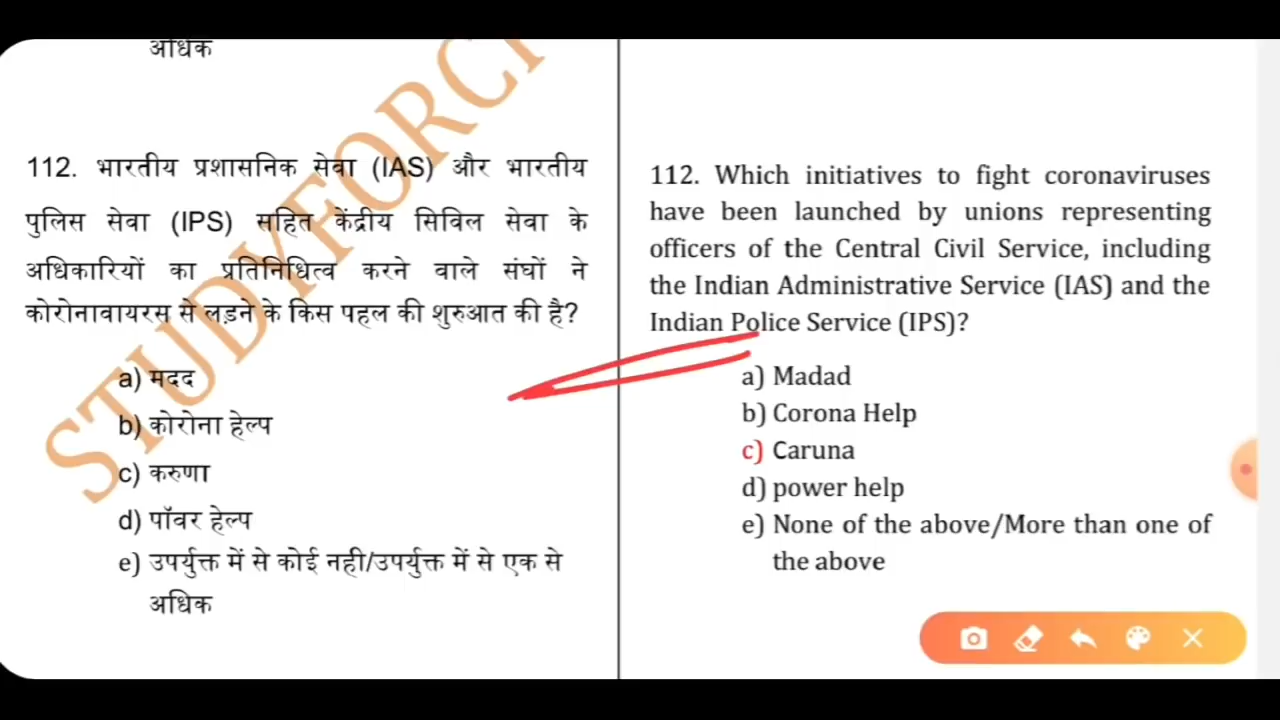 अधिक
112. भारतीय प्रशासनिक सेवा (IAS) और भारतीय
पुलिस सेवा (IPS) सहित केंद्रीय सिविल सेवा के
अधिकारियों का प्रतिनिधित्व करने वाले संघों ने
कोरोनावायरस से लड़ने के किस पहल की शुरुआत की है?
a) मदद
b) कोरोना हेल्प
c) करुणा
d) पॉवर हेल्प
e) उपर्युक्त में से कोई नही/उपर्युक्त में से एक से
अधिक
112. Which initiatives to fight coronaviruses
have been launched by unions representing
officers of the Central Civil Service, including
the Indian Administrative Service (IAS) and the
Indian Police Service (IPS)?
a) Madad
b) Corona Help
c) Caruna
d) power help
e) None of the above/More than one of
the above
STUDYFORCI